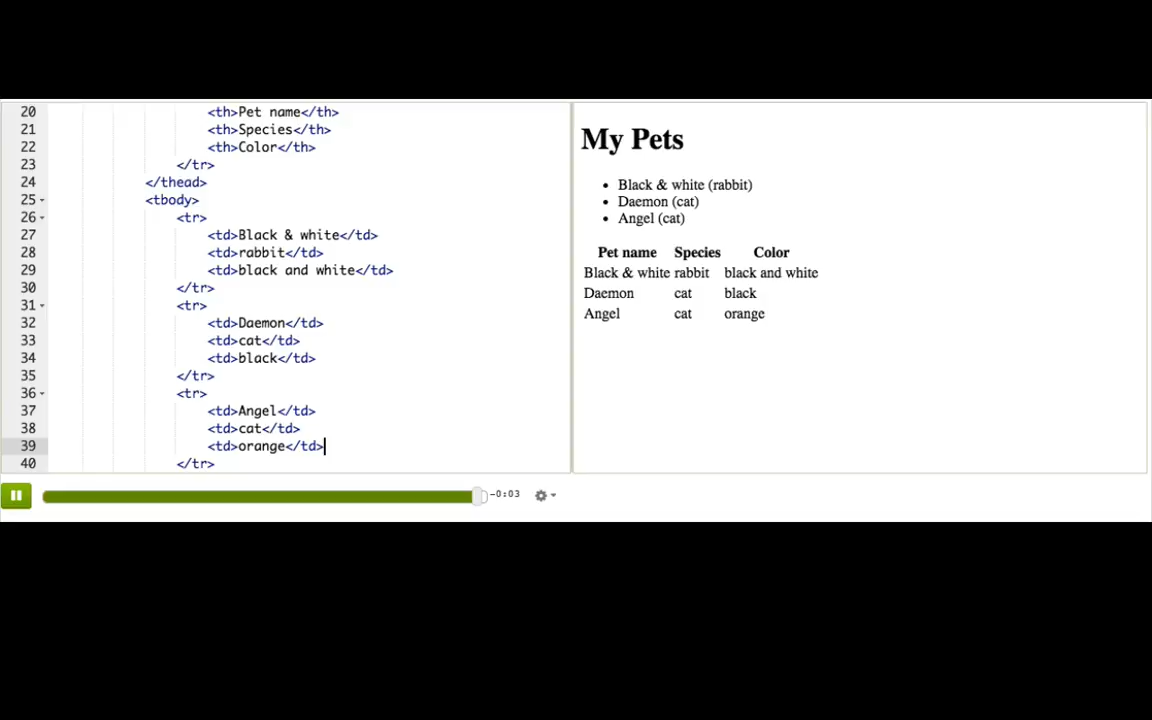 20 <th>Pet name</th>
21 <th>Species</th>
22 <th>Color</th>
23 </tr>
24 </thead>
25 <tbody>
26 <tr>
27 <td>Black & white</td>
28 <td>rabbit</td>
29 <td>black and white</td>
30 </tr>
31 <tr>
32 <td>Daemon</td>
33 <td>cat</td>
34 <td>black</td>
35 </tr>
36 <tr>
37 <td>Angel</td>
38 <td>cat</td>
39 <td>orange</td>
40 </tr>
My Pets
• Black & white (rabbit)
• Daemon (cat)
• Angel (cat)
Pet name Species Color
Black & white rabbit black and white
Daemon cat black
Angel cat orange
-0:03